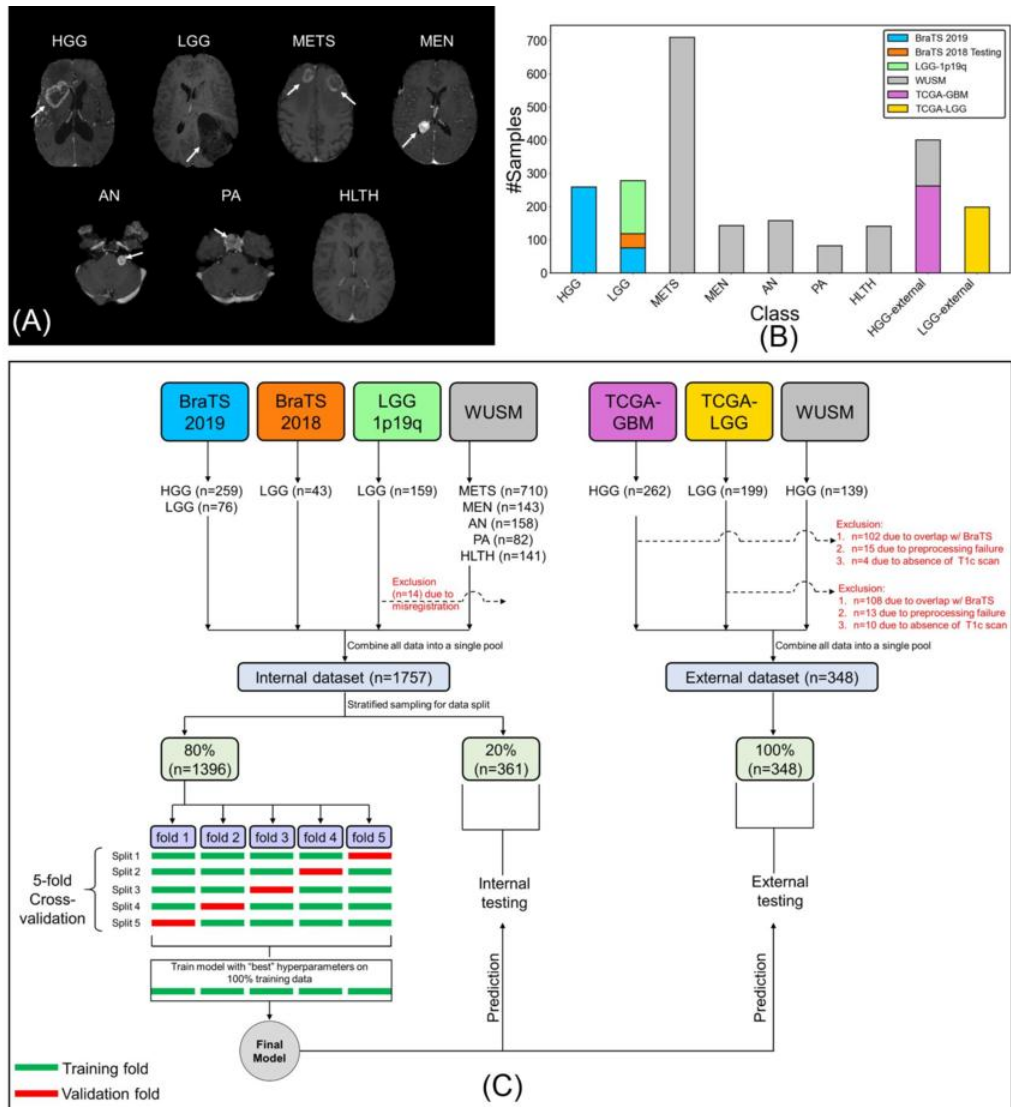 HGG
LGG
METS
MEN
AN
PA
HLTH
(A)
700
600
500
400
300
200
100
0
#Samples
BraTS 2019
BraTS 2018 Testing
LGG-1p19q
WUSM
TCGA-GBM
TCGA-LGG
HGG
LGG
METS
MEN
AN
PA
HLTH
HGG-external
LGG-external
Class
(B)
BraTS
2019
BraTS
2018
LGG
1p19q
WUSM
TCGA-
GBM
TCGA-
LGG
WUSM
HGG (n=259)
LGG (n=76)
LGG (n=43)
LGG (n=159)
METS (n=710)
MEN (n=143)
AN (n=158)
PA (n=82)
HLTH (n=141)
HGG (n=262)
LGG (n=199)
HGG (n=139)
Exclusion
(n=14) due to
misregistration
Exclusion:
1. n=102 due to overlap w/ BraTS
2. n=15 due to preprocessing failure
3. n=4 due to absence of T1c scan
Exclusion:
1. n=108 due to overlap w/ BraTS
2. n=13 due to preprocessing failure
3. n=10 due to absence of T1c scan
Combine all data into a single pool
Combine all data into a single pool
Internal dataset (n=1757)
External dataset (n=348)
Stratified sampling for data split
80%
(n=1396)
20%
(n=361)
100%
(n=348)
fold 1
fold 2
fold 3
fold 4
fold 5
Split 1
Split 2
Split 3
Split 4
Split 5
5-fold
Cross-
validation
Internal
testing
External
testing
Train model with "best" hyperparameters on
100% training data
Prediction
Prediction
Final
Model
Training fold
Validation fold
(C)